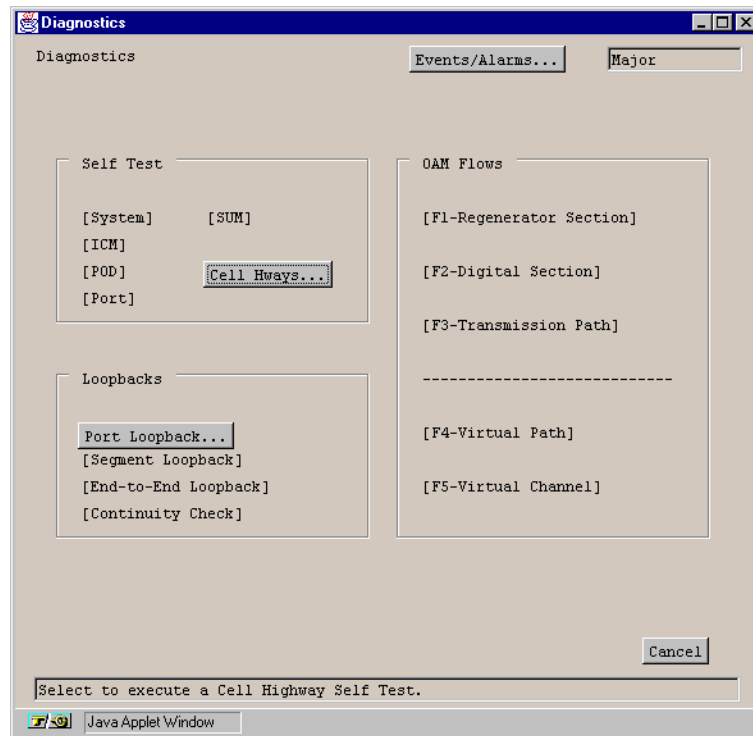 Diagnostics
Diagnostics
Events/Alarms...
Major
Self Test
[System]
[SUM]
[ICM]
[POD]
Cell Hways...
[Port]
OAM Flows
[F1-Regenerator Section]
[F2-Digital Section]
[F3-Transmission Path]
----------------------------
[F4-Virtual Path]
[F5-Virtual Channel]
Loopbacks
Port Loopback...
[Segment Loopback]
[End-to-End Loopback]
[Continuity Check]
Cancel
Select to execute a Cell Highway Self Test.
Java Applet Window